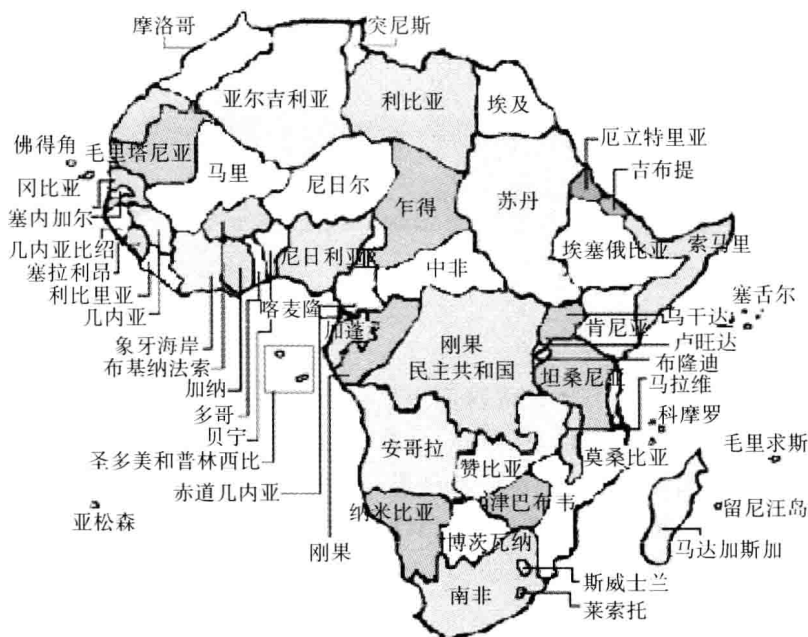 摩洛哥
突尼斯
亚尔吉利亚
利比亚
埃及
佛得角
毛里塔尼亚
厄立特里亚
马里
尼日尔
吉布提
冈比亚
乍得
苏丹
塞内加尔
几内亚比绍
尼日利亚
埃塞俄比亚
索马里
塞拉利昂
中非
利比里亚
喀麦隆
塞舌尔
几内亚
加蓬
乌干达
肯尼亚
象牙海岸
刚果
民主共和国
卢旺达
布基纳法索
布隆迪
加纳
坦桑尼亚
马拉维
多哥
科摩罗
贝宁
安哥拉
毛里求斯
圣多美和普林西比
赞比亚
莫桑比亚
赤道几内亚
亚松森
纳米比亚
津巴布韦
留尼汪岛
刚果
博茨瓦纳
马达加斯加
斯威士兰
南非
莱索托